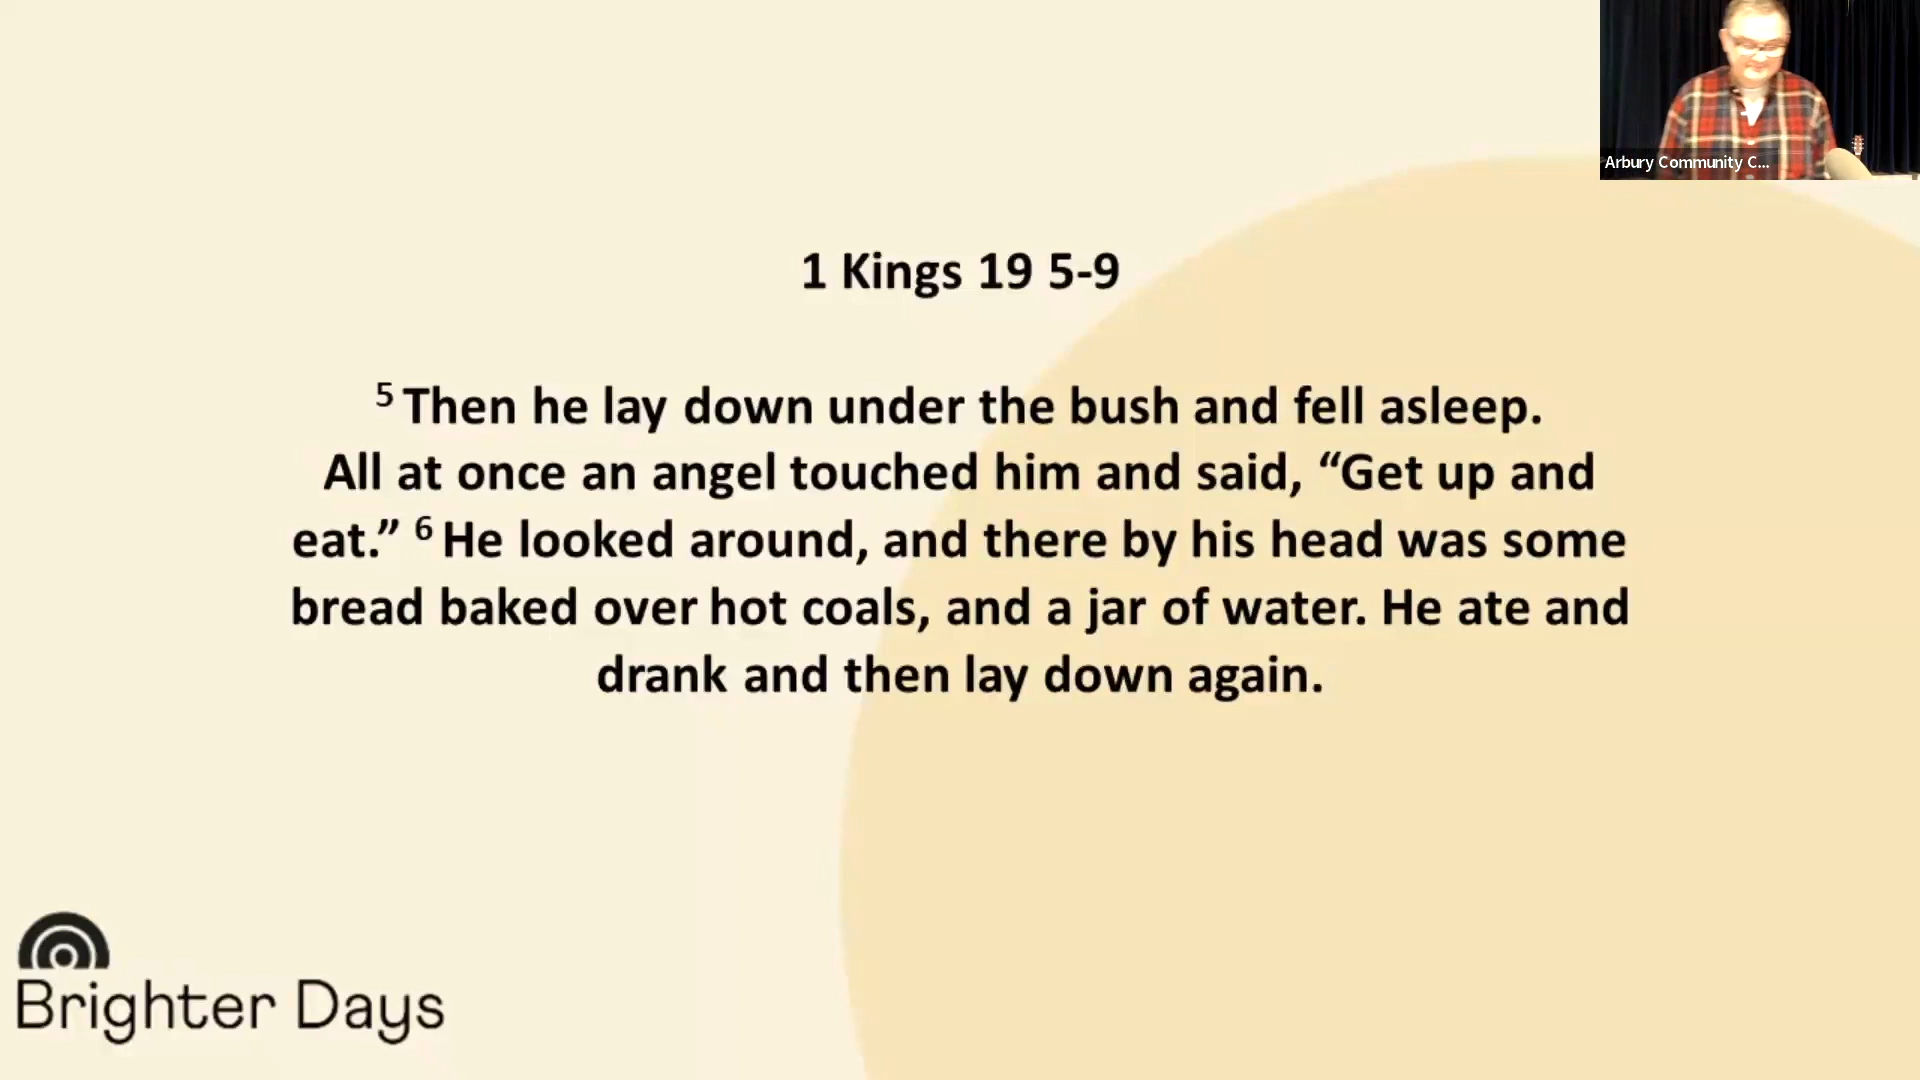 Arbury Community C...
1 Kings 19 5-9
5 Then he lay down under the bush and fell asleep.
All at once an angel touched him and said, “Get up and
eat.” 6 He looked around, and there by his head was some
bread baked over hot coals, and a jar of water. He ate and
drank and then lay down again.
Brighter Days